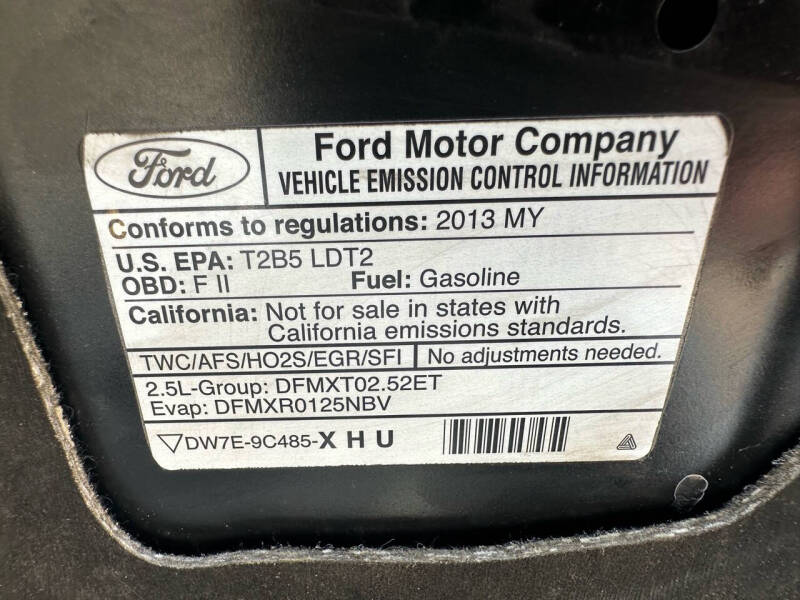 Ford
Ford Motor Company
VEHICLE EMISSION CONTROL INFORMATION
Conforms to regulations: 2013 MY
U.S. EPA: T2B5 LDT2
OBD: F II Fuel: Gasoline
California: Not for sale in states with
California emissions standards.
TWC/AFS/HO2S/EGR/SFI No adjustments needed.
2.5L-Group: DFMXT02.52ET
Evap: DFMXR0125NBV
DW7E-9C485-X H U